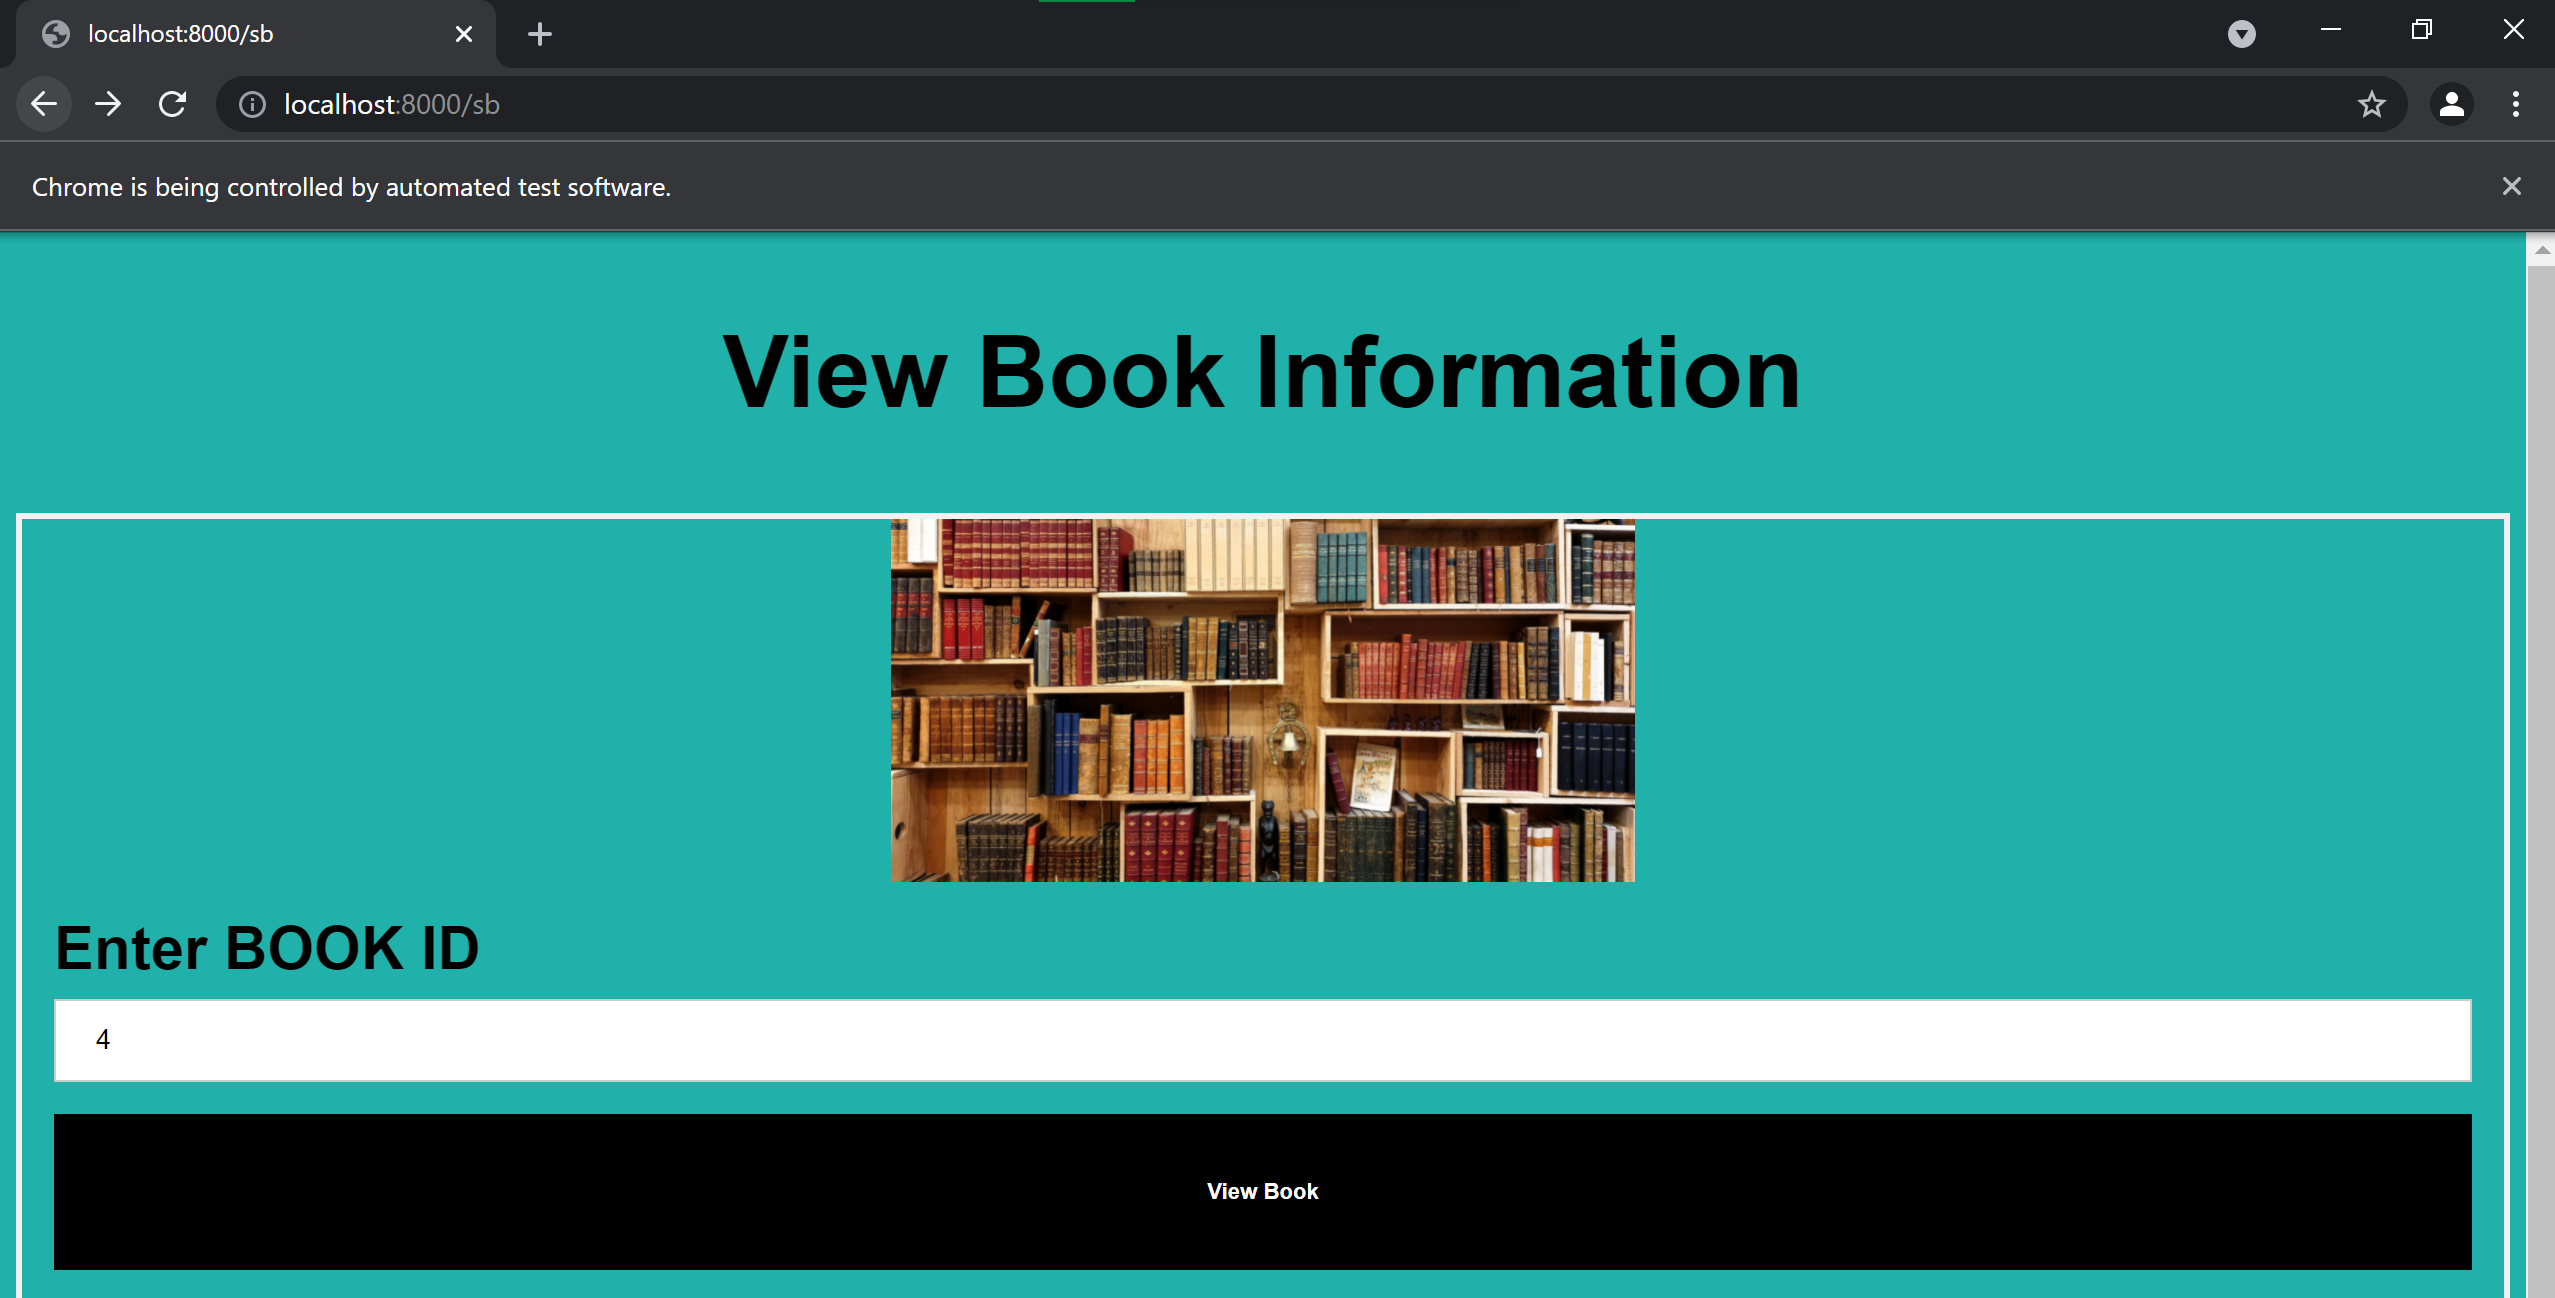 localhost:8000/sb
localhost:8000/sb
Chrome is being controlled by automated test software.
View Book Information
Enter BOOK ID
4
View Book